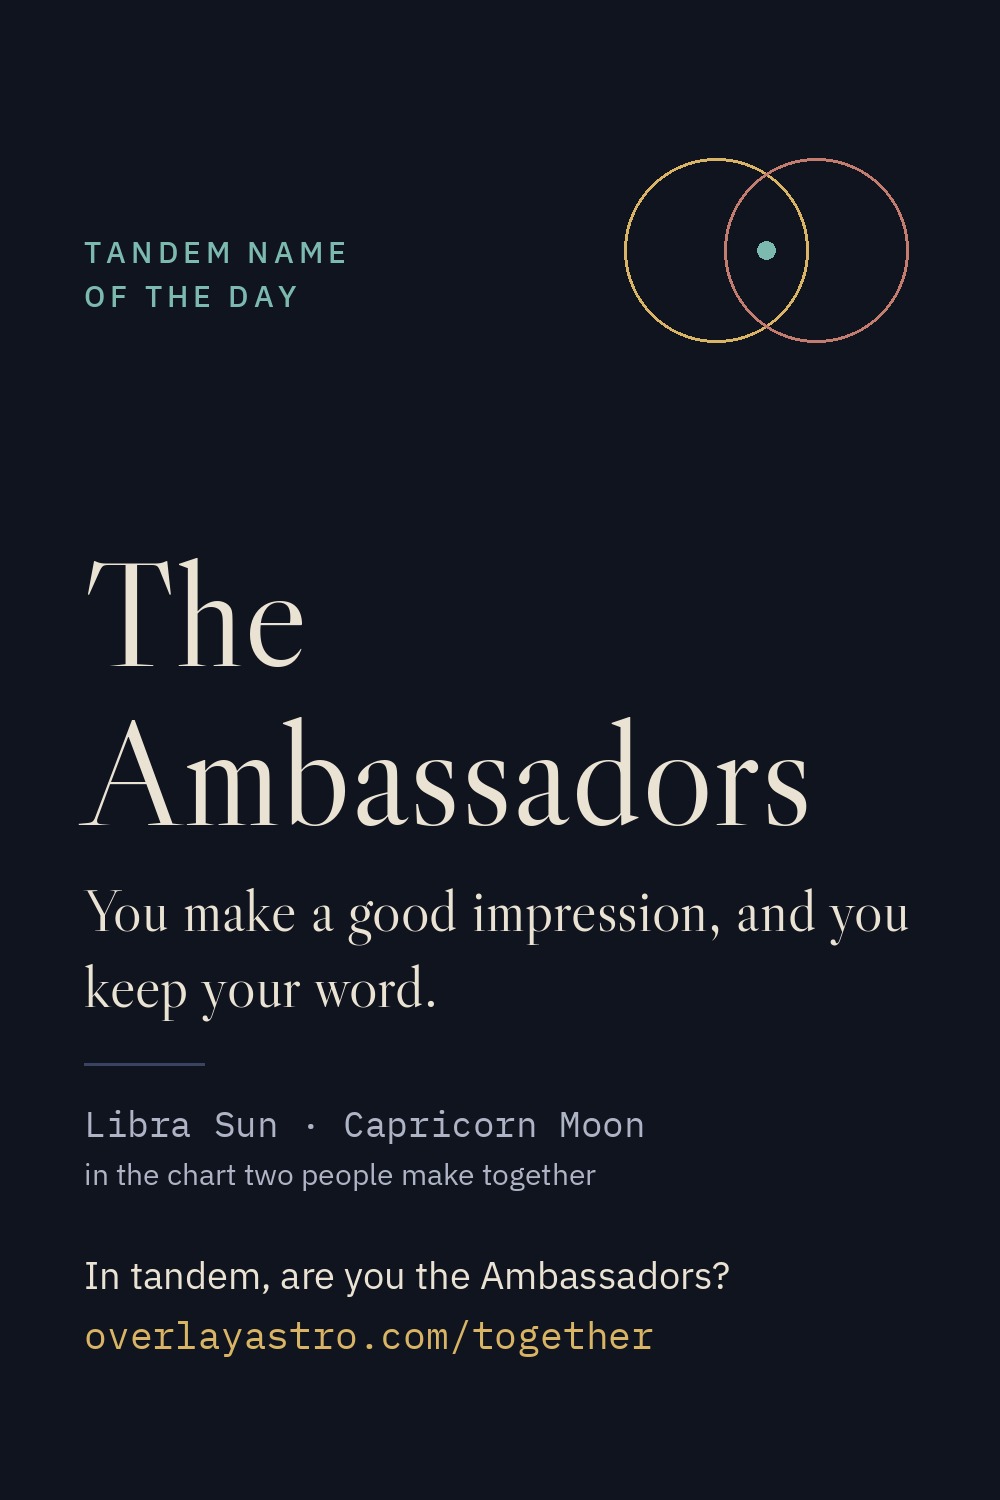 TANDEM NAME
OF THE DAY
The
Ambassadors
You make a good impression, and you
keep your word.
Libra Sun · Capricorn Moon
in the chart two people make together
In tandem, are you the Ambassadors?
overlayastro.com/together